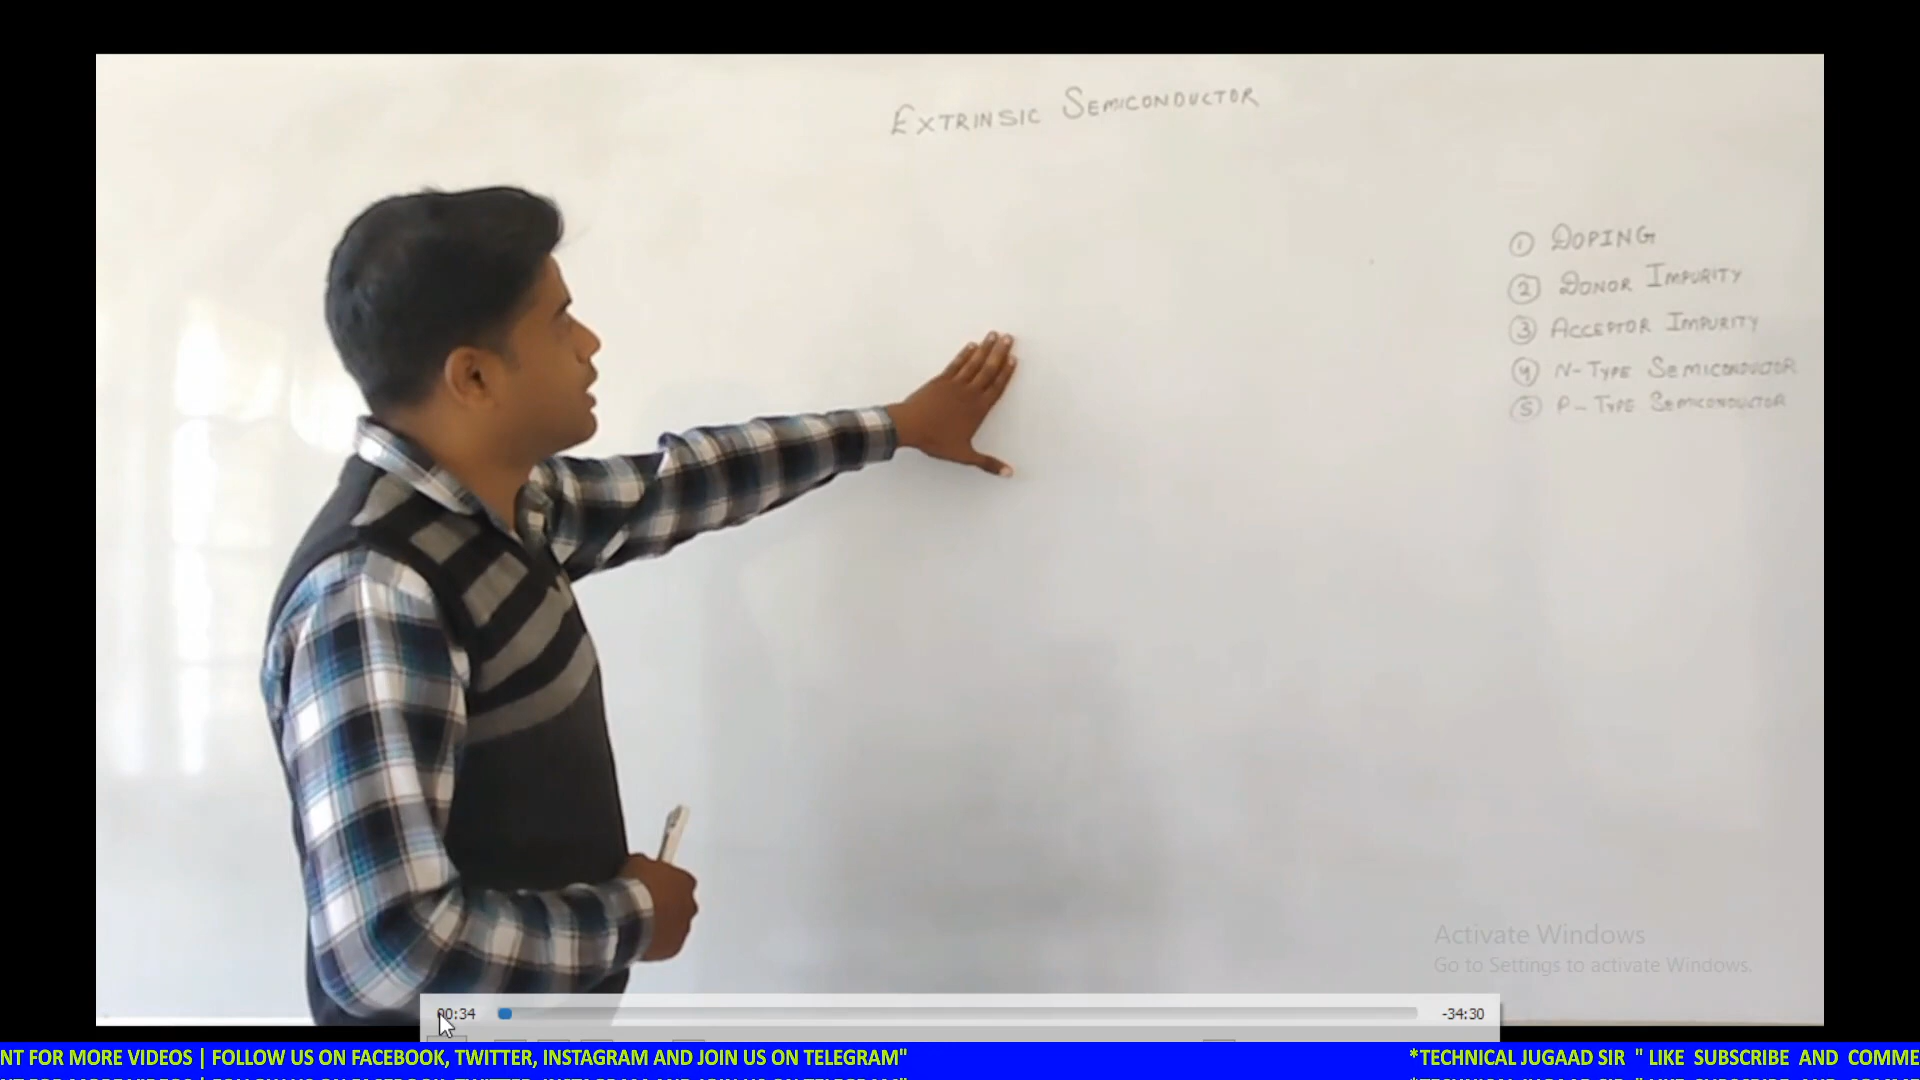 EXTRINSIC SEMICONDUCTOR
① DOPING
② DONOR IMPURITY
③ ACCEPTOR IMPURITY
④ N-TYPE SEMICONDUCTOR
⑤ P-TYPE SEMICONDUCTOR
Activate Windows
Go to Settings to activate Windows.
00:34
-34:30
NT FOR MORE VIDEOS | FOLLOW US ON FACEBOOK, TWITTER, INSTAGRAM AND JOIN US ON TELEGRAM" *TECHNICAL JUGAAD SIR " LIKE SUBSCRIBE AND COMME